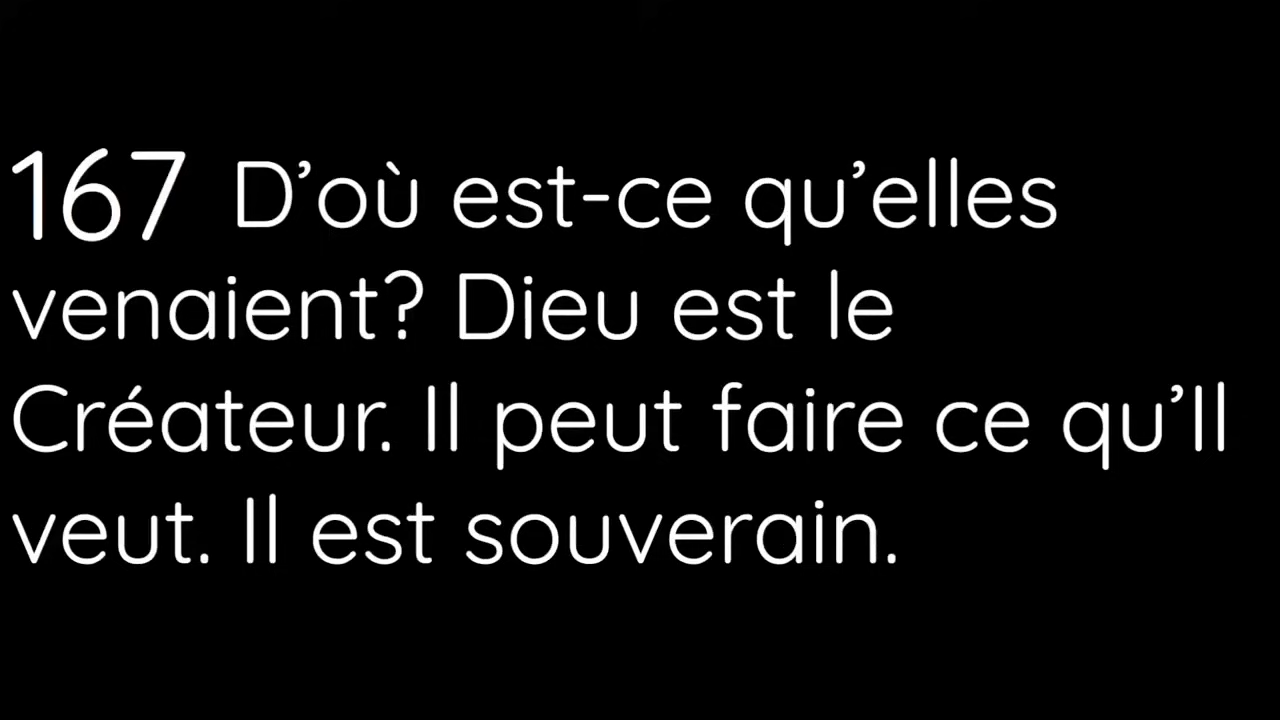 167 D’où est-ce qu’elles
venaient? Dieu est le
Créateur. Il peut faire ce qu’Il
veut. Il est souverain.